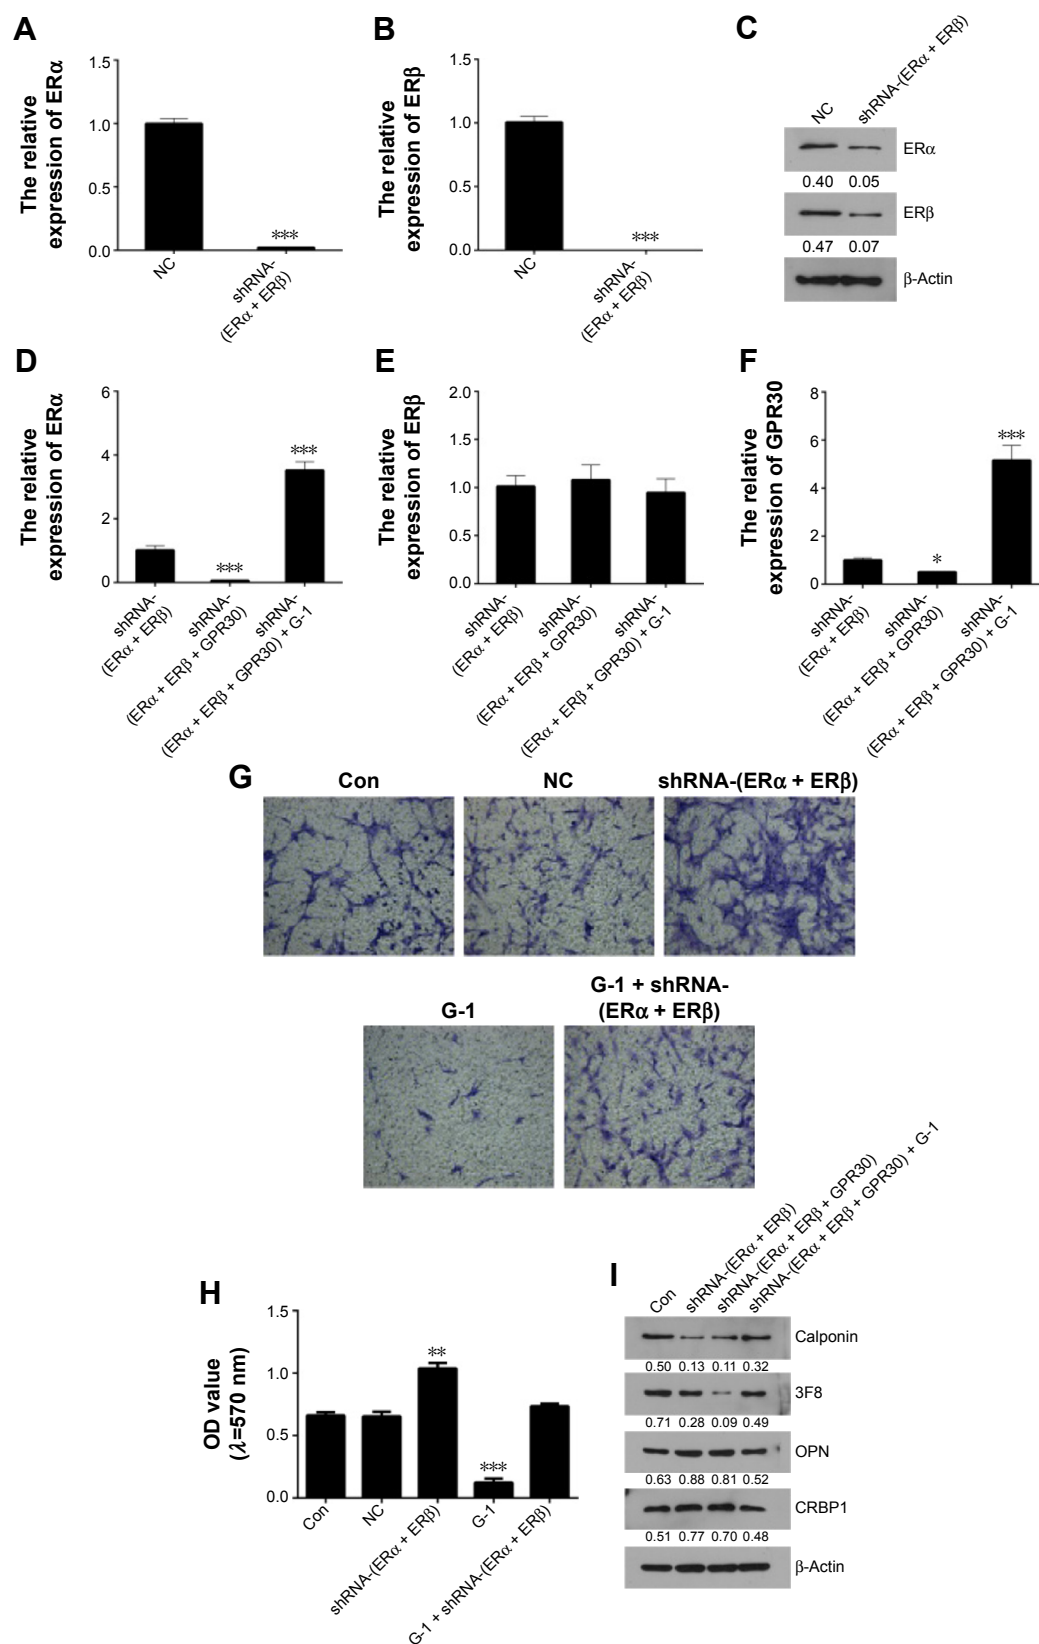 A
The relative
expression of ERα
1.5
1.0
0.5
0.0
***
NC
shRNA-
(ERα + ERβ)
B
The relative
expression of ERβ
1.5
1.0
0.5
0.0
***
NC
shRNA-
(ERα + ERβ)
C
NC
shRNA-(ERα + ERβ)
ERα
0.40 0.05
ERβ
0.47 0.07
β-Actin
D
The relative
expression of ERα
6
4
2
0
***
***
shRNA-
(ERα + ERβ)
shRNA-
(ERα + ERβ + GPR30)
shRNA-
(ERα + ERβ + GPR30) + G-1
E
The relative
expression of ERβ
2.0
1.5
1.0
0.5
0.0
shRNA-
(ERα + ERβ)
shRNA-
(ERα + ERβ + GPR30)
shRNA-
(ERα + ERβ + GPR30) + G-1
F
The relative
expression of GPR30
8
6
4
2
0
*
***
shRNA-
(ERα + ERβ)
shRNA-
(ERα + ERβ + GPR30)
shRNA-
(ERα + ERβ + GPR30) + G-1
G
Con
NC
shRNA-(ERα + ERβ)
G-1
G-1 + shRNA-
(ERα + ERβ)
H
OD value
(λ=570 nm)
1.5
1.0
0.5
0.0
**
***
Con
NC
shRNA-(ERα + ERβ)
G-1
G-1 + shRNA-(ERα + ERβ)
I
Con
shRNA-(ERα + ERβ)
shRNA-(ERα + ERβ + GPR30)
shRNA-(ERα + ERβ + GPR30) + G-1
Calponin
0.50 0.13 0.11 0.32
3F8
0.71 0.28 0.09 0.49
OPN
0.63 0.88 0.81 0.52
CRBP1
0.51 0.77 0.70 0.48
β-Actin